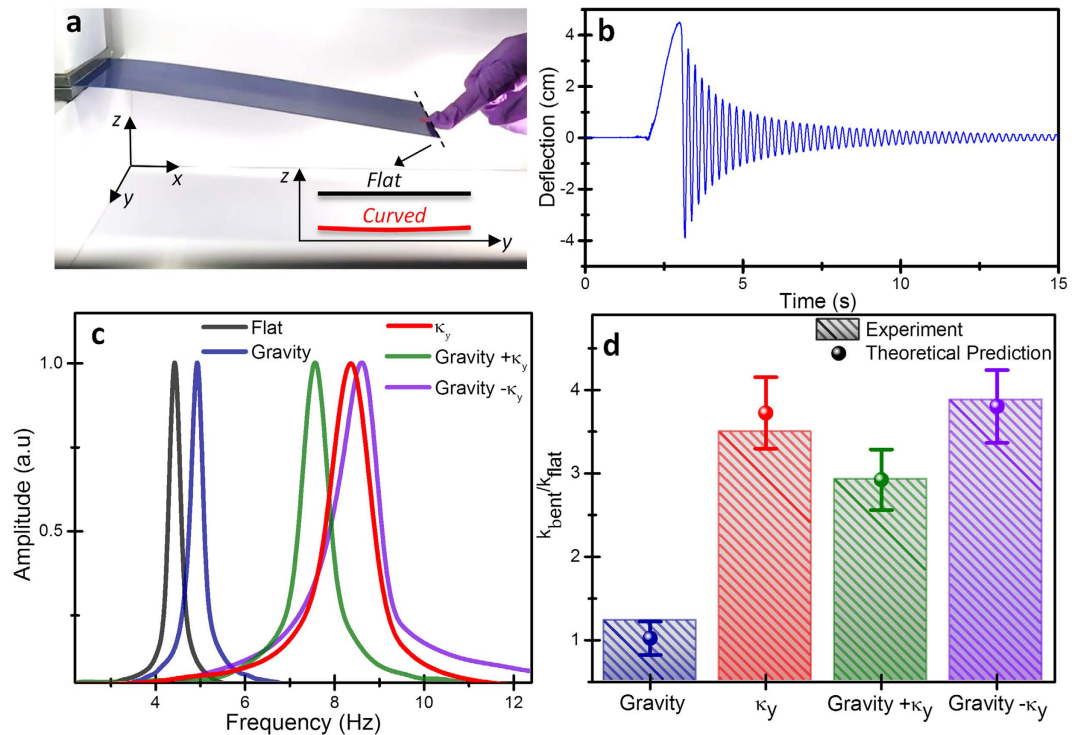 a
z
x
y
z
Flat
Curved
y
b
4
2
0
-2
-4
Deflection (cm)
0
5
10
15
Time (s)
c
Flat
Gravity
κy
Gravity +κy
Gravity -κy
1.0
0.5
Amplitude (a.u)
4
6
8
10
12
Frequency (Hz)
d
Experiment
Theoretical Prediction
4
3
2
1
kbent/kflat
Gravity
κy
Gravity +κy
Gravity -κy